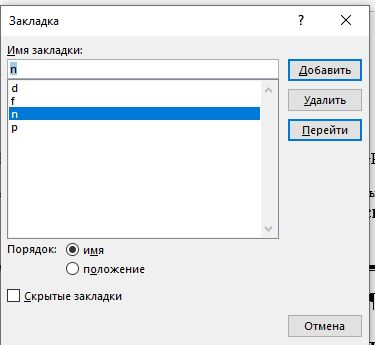 Закладка
Имя закладки:
n
Добавить
d
f
n
p
Удалить
Перейти
Порядок:
имя
положение
Скрытые закладки
Отмена
¶